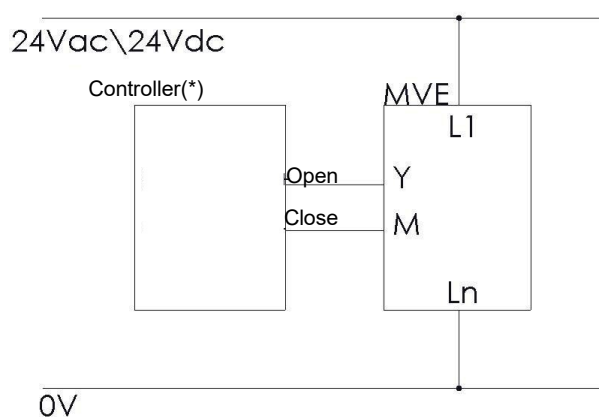 24Vac\24Vdc
Controller(*)
MVE
L1
Open
Y
Close
M
Ln
0V